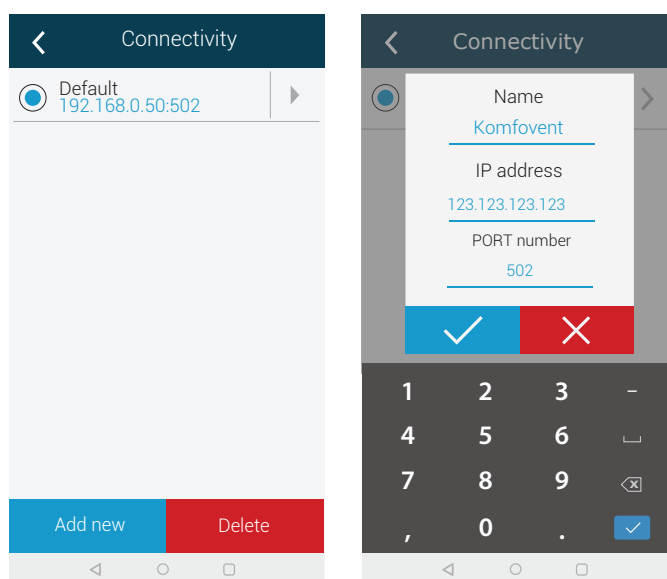 Connectivity
Default
192.168.0.50:502
Add new
Delete
Connectivity
Name
Komfovent
IP address
123.123.123.123
PORT number
502
1 2 3 –
4 5 6
7 8 9
, 0 .